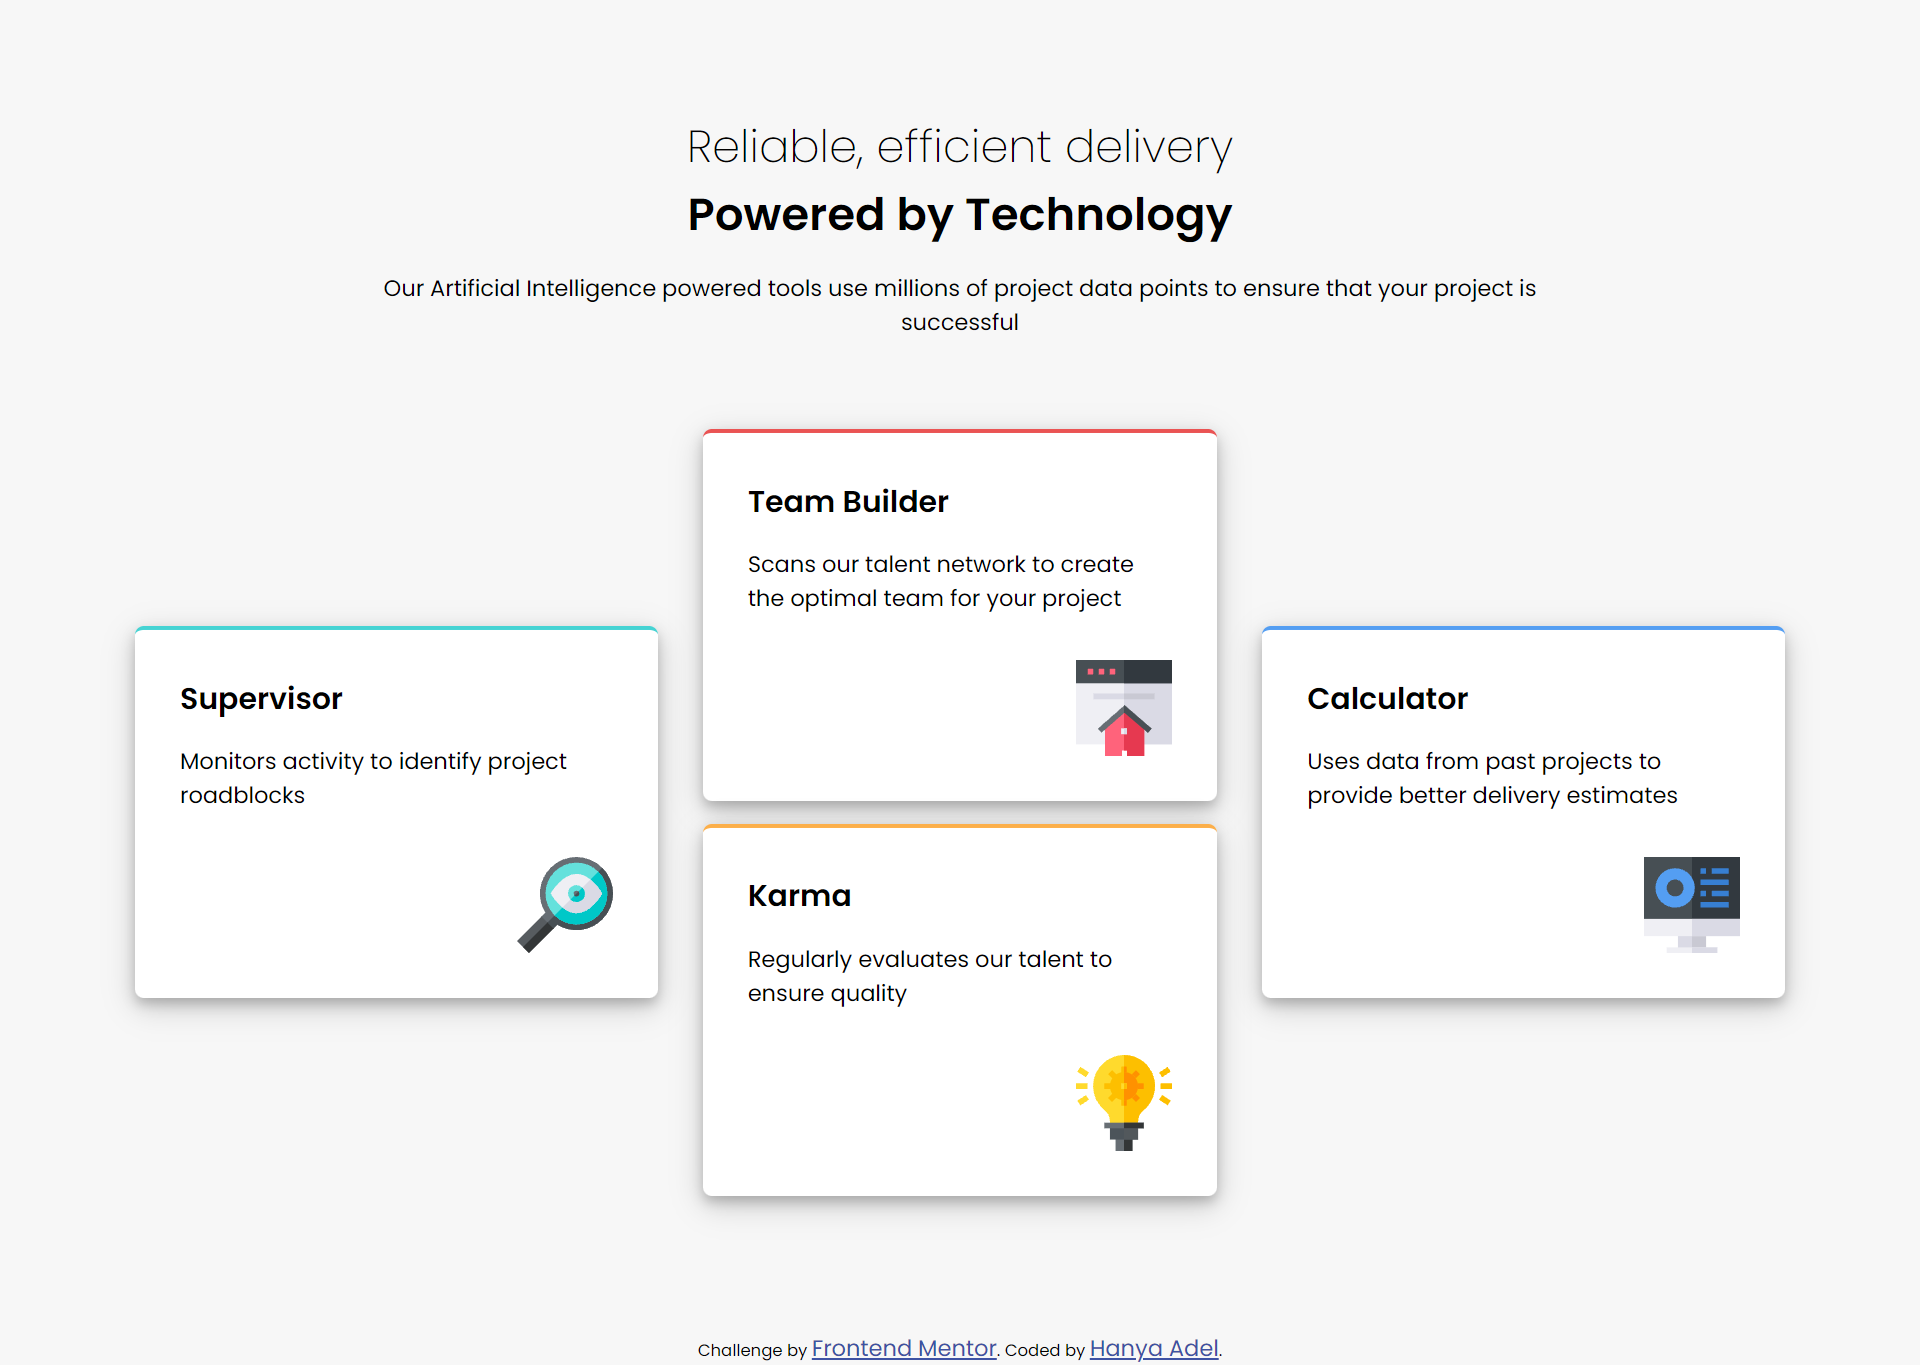 Reliable, efficient delivery
Powered by Technology
Our Artificial Intelligence powered tools use millions of project data points to ensure that your project is
successful
Supervisor
Monitors activity to identify project
roadblocks
Team Builder
Scans our talent network to create
the optimal team for your project
Karma
Regularly evaluates our talent to
ensure quality
Calculator
Uses data from past projects to
provide better delivery estimates
Challenge by Frontend Mentor. Coded by Hanya Adel.